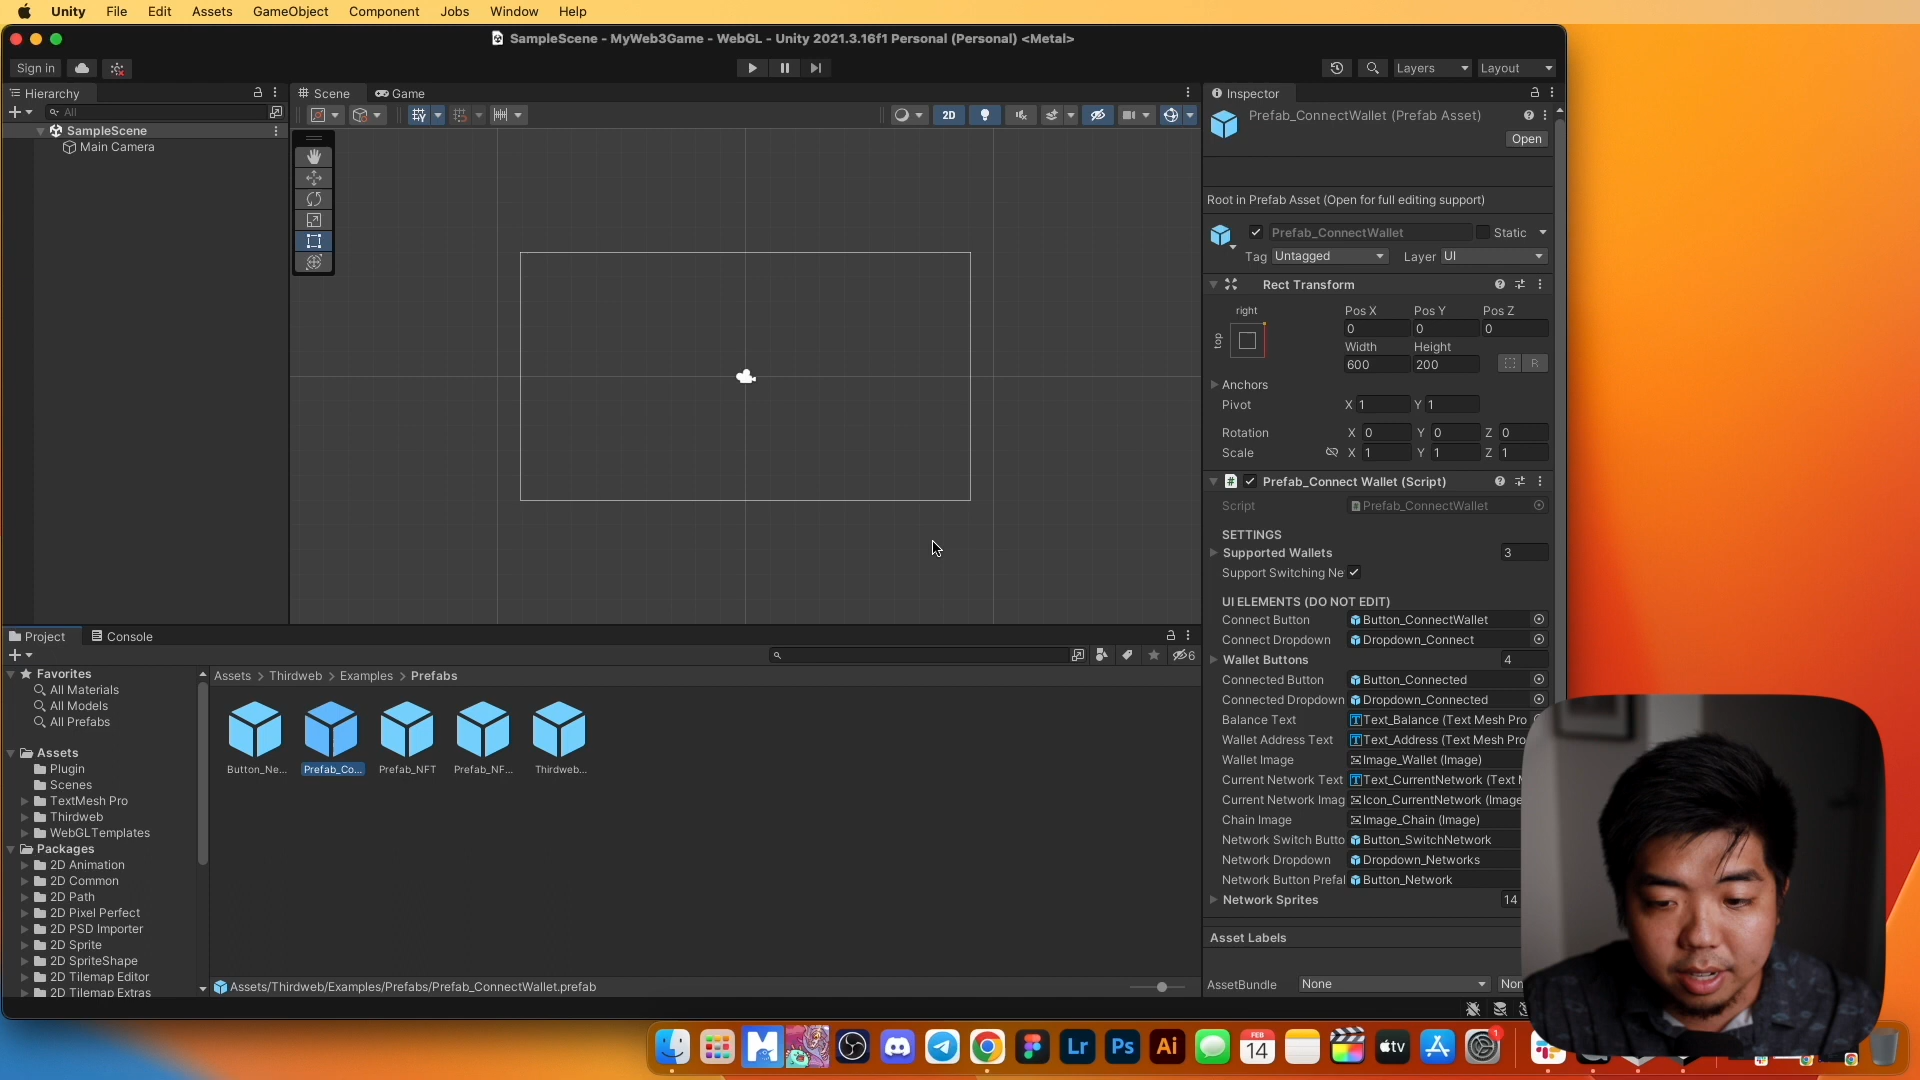 Unity File Edit Assets GameObject Component Jobs Window Help
SampleScene - MyWeb3Game - WebGL - Unity 2021.3.16f1 Personal (Personal) <Metal>
Sign in
Layers Layout
Hierarchy
All
SampleScene
Main Camera
Scene Game
2D
Inspector
Prefab_ConnectWallet (Prefab Asset)
Open
Root in Prefab Asset (Open for full editing support)
Prefab_ConnectWallet Static
Tag Untagged Layer UI
Rect Transform
right
top
Pos X Pos Y Pos Z
0 0 0
Width Height
600 200 R
Anchors
Pivot X 1 Y 1
Rotation X 0 Y 0 Z 0
Scale X 1 Y 1 Z 1
# Prefab_Connect Wallet (Script)
Script Prefab_ConnectWallet
SETTINGS
Supported Wallets 3
Support Switching Ne
UI ELEMENTS (DO NOT EDIT)
Connect Button Button_ConnectWallet
Connect Dropdown Dropdown_Connect
Wallet Buttons 4
Connected Button Button_Connected
Connected Dropdown Dropdown_Connected
Balance Text Text_Balance (Text Mesh Pro
Wallet Address Text Text_Address (Text Mesh Pro
Wallet Image Image_Wallet (Image)
Current Network Text Text_CurrentNetwork (Text M
Current Network Imag Icon_CurrentNetwork (Image
Chain Image Image_Chain (Image)
Network Switch Butto Button_SwitchNetwork
Network Dropdown Dropdown_Networks
Network Button Prefal Button_Network
Network Sprites 14
Asset Labels
AssetBundle None Non
Project Console
6
Favorites
All Materials
All Models
All Prefabs
Assets
Plugin
Scenes
TextMesh Pro
Thirdweb
WebGLTemplates
Packages
2D Animation
2D Common
2D Path
2D Pixel Perfect
2D PSD Importer
2D Sprite
2D SpriteShape
2D Tilemap Editor
2D Tilemap Extras
Assets > Thirdweb > Examples > Prefabs
Button_Ne... Prefab_Co... Prefab_NFT Prefab_NF... Thirdweb...
Assets/Thirdweb/Examples/Prefabs/Prefab_ConnectWallet.prefab
M Lr Ps Ai FEB 14 tv 1